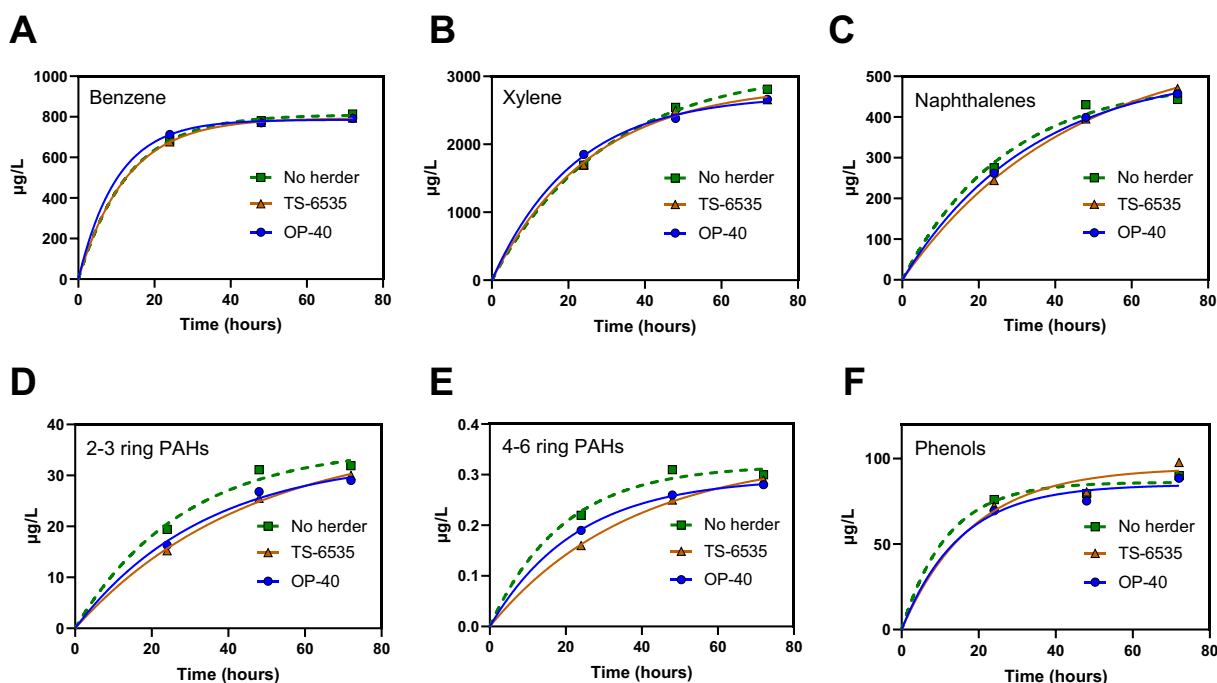 A
B
C
1000
800
600
400
200
0
µg/L
Benzene
No herder
TS-6535
OP-40
0 20 40 60 80
Time (hours)
3000
2000
1000
0
µg/L
Xylene
No herder
TS-6535
OP-40
0 20 40 60 80
Time (hours)
500
400
300
200
100
0
µg/L
Naphthalenes
No herder
TS-6535
OP-40
0 20 40 60 80
Time (hours)
D
E
F
40
30
20
10
0
µg/L
2-3 ring PAHs
No herder
TS-6535
OP-40
0 20 40 60 80
Time (hours)
0.4
0.3
0.2
0.1
0.0
µg/L
4-6 ring PAHs
No herder
TS-6535
OP-40
0 20 40 60 80
Time (hours)
100
50
0
µg/L
Phenols
No herder
TS-6535
OP-40
0 20 40 60 80
Time (hours)